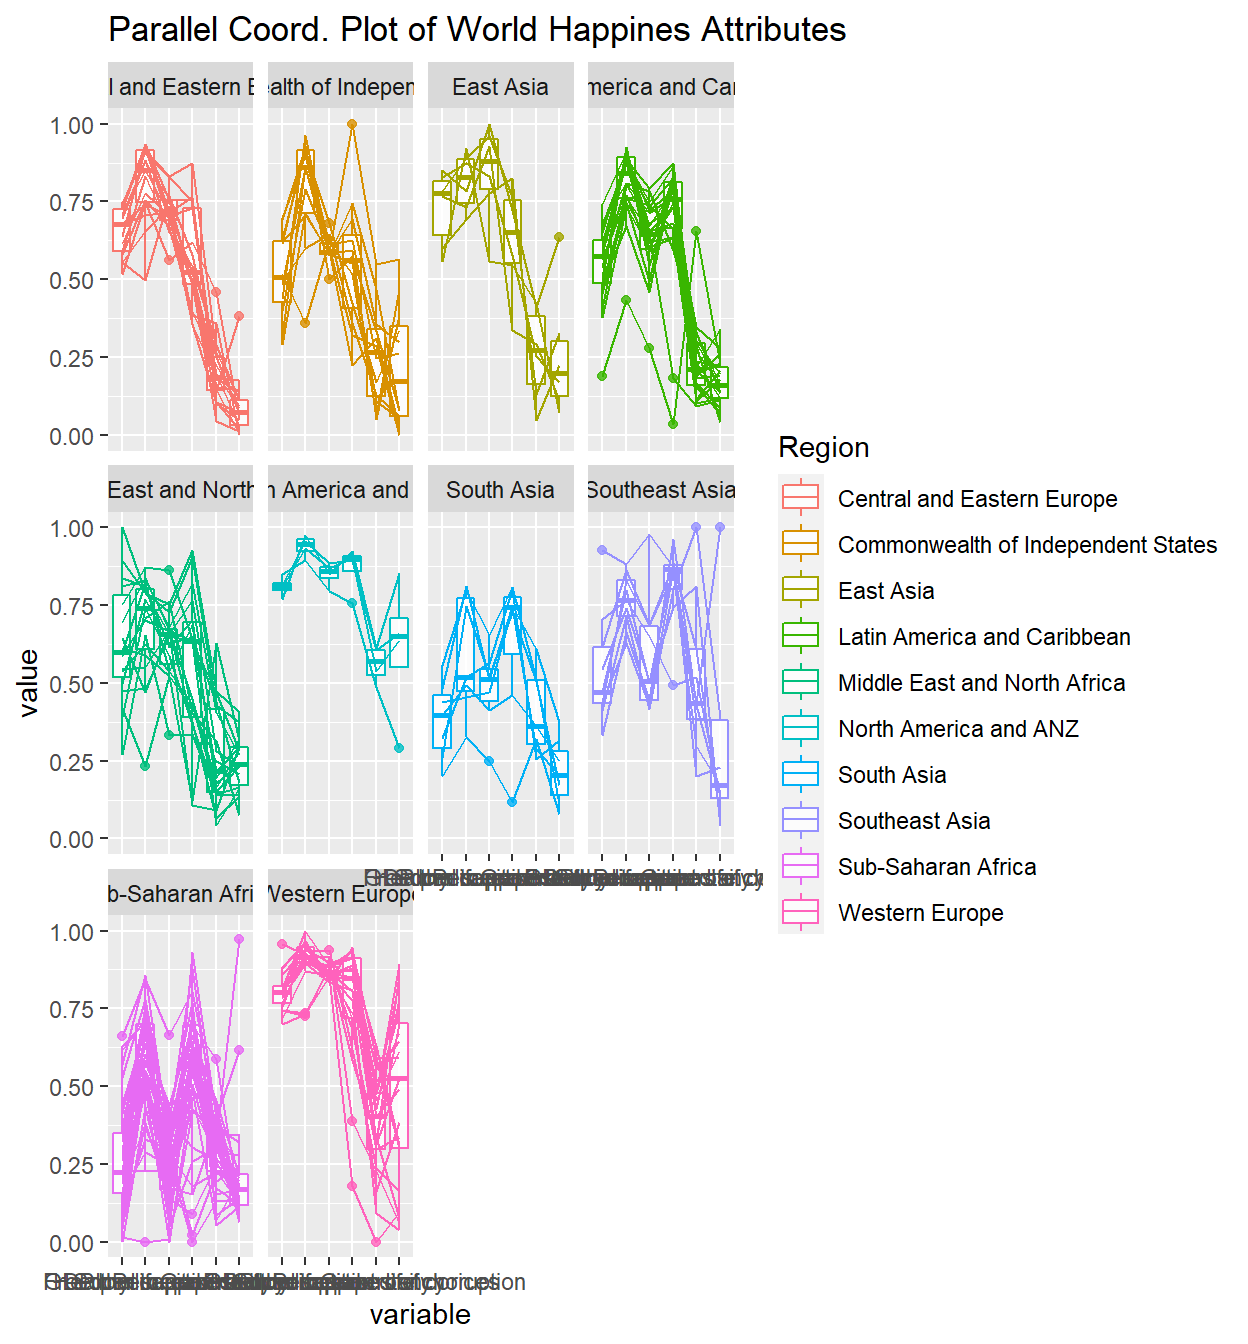 Parallel Coord. Plot of World Happines Attributes
l and Eastern E
ealth of Indepen
East Asia
merica and Car
1.00
0.75
0.50
0.25
0.00
East and North
n America and
South Asia
Southeast Asia
1.00
0.75
0.50
0.25
0.00
b-Saharan Afri
Western Europe
1.00
0.75
0.50
0.25
0.00
value
variable
Region
Central and Eastern Europe
Commonwealth of Independent States
East Asia
Latin America and Caribbean
Middle East and North Africa
North America and ANZ
South Asia
Southeast Asia
Sub-Saharan Africa
Western Europe